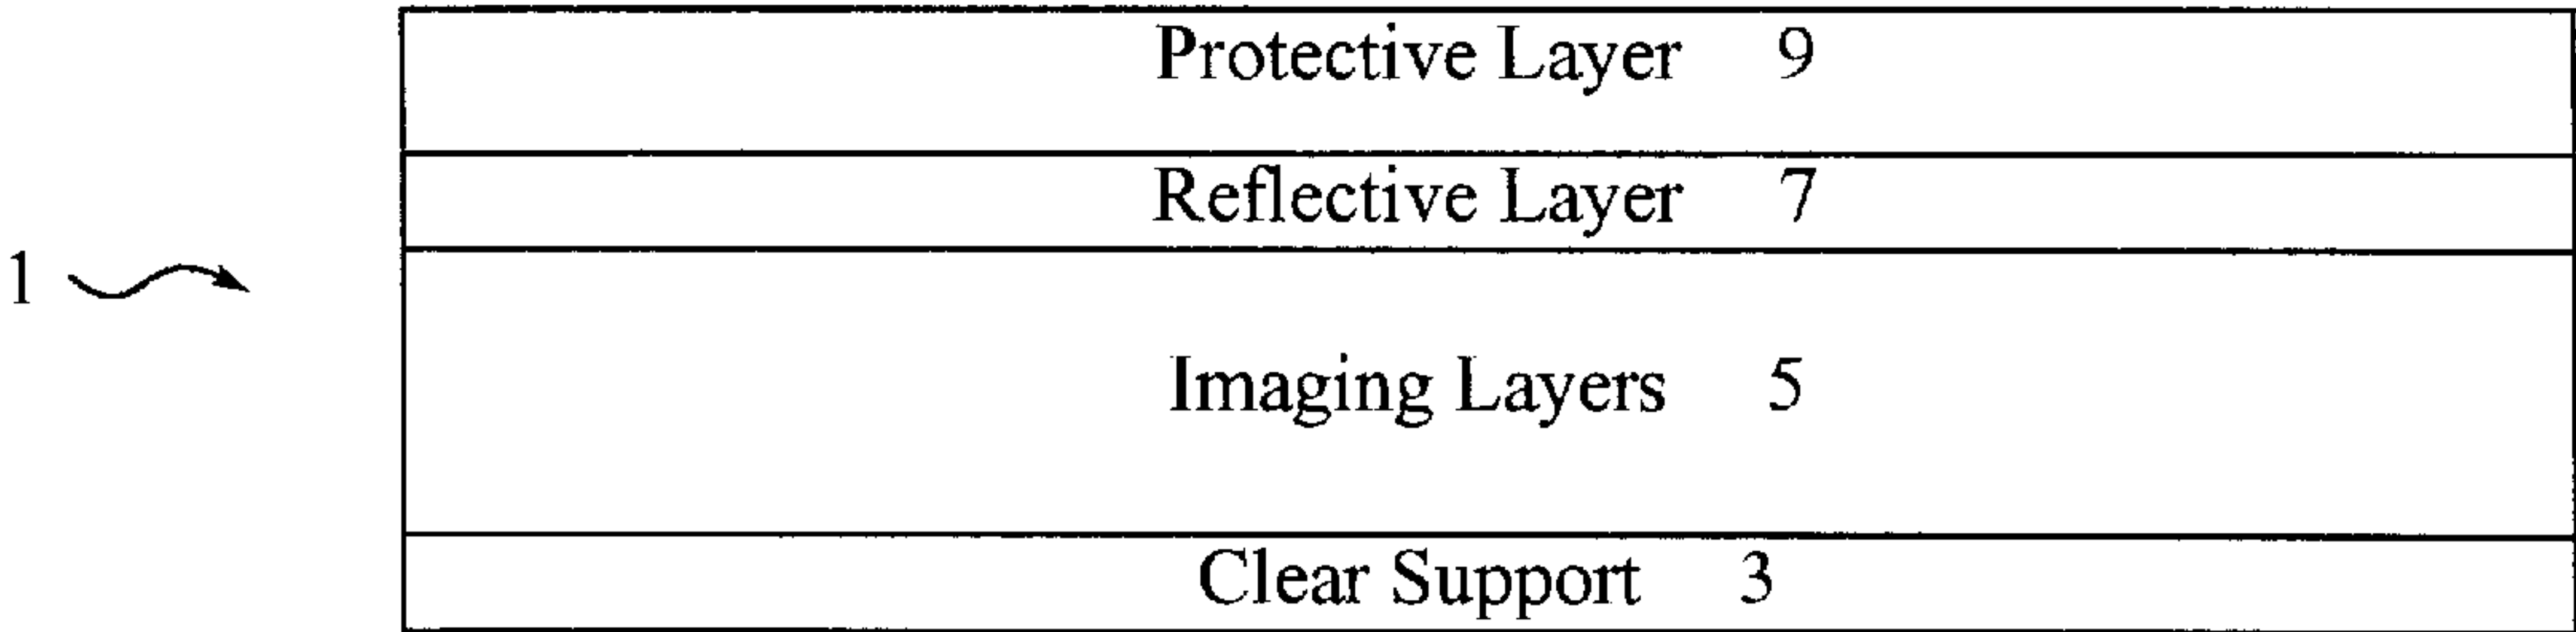 Protective Layer 9
Reflective Layer 7
1
Imaging Layers 5
Clear Support 3